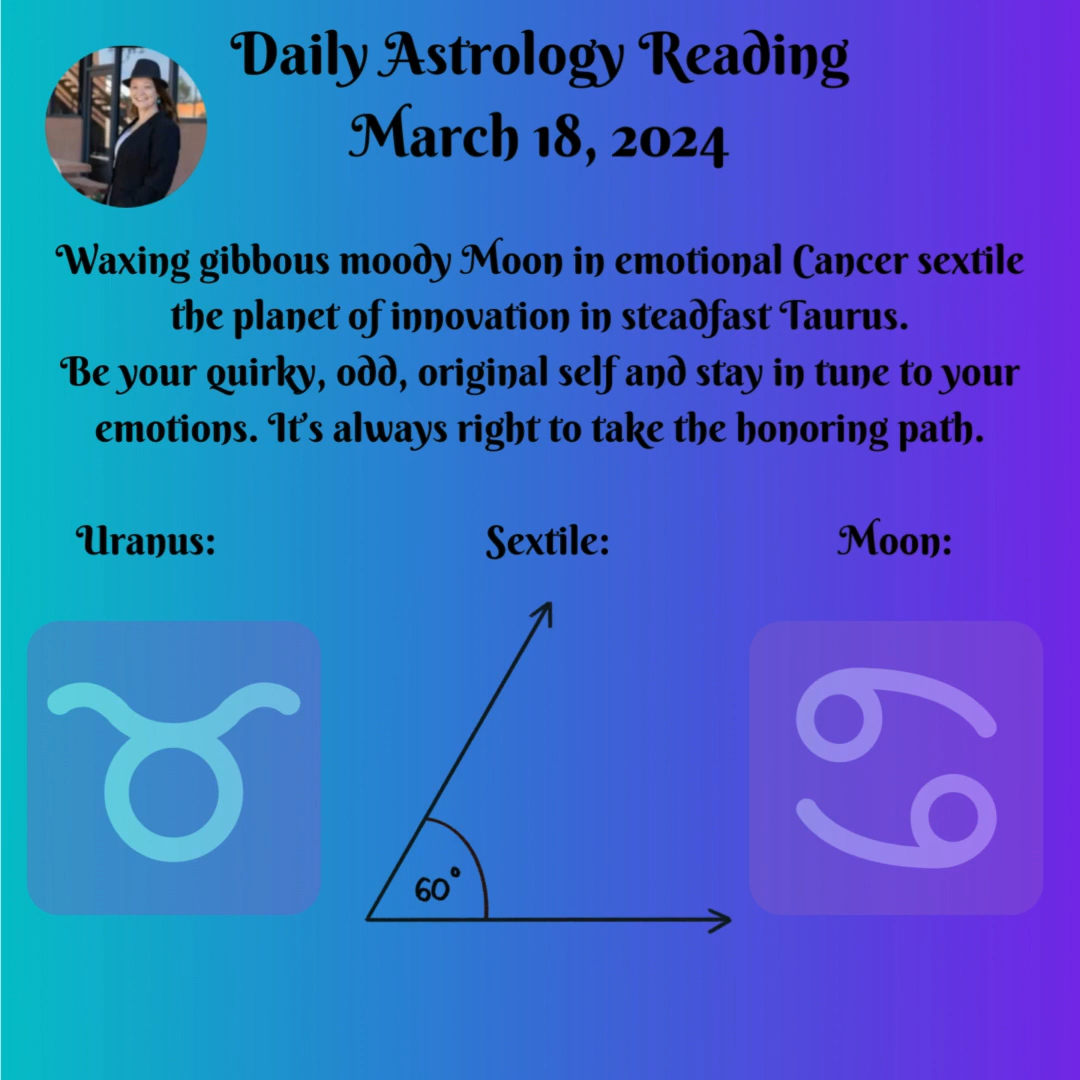 Daily Astrology Reading
March 18, 2024
Waxing gibbous moody Moon in emotional Cancer sextile
the planet of innovation in steadfast Taurus.
Be your quirky, odd, original self and stay in tune to your
emotions. It's always right to take the honoring path.
Uranus:
Sextile:
Moon:
60°